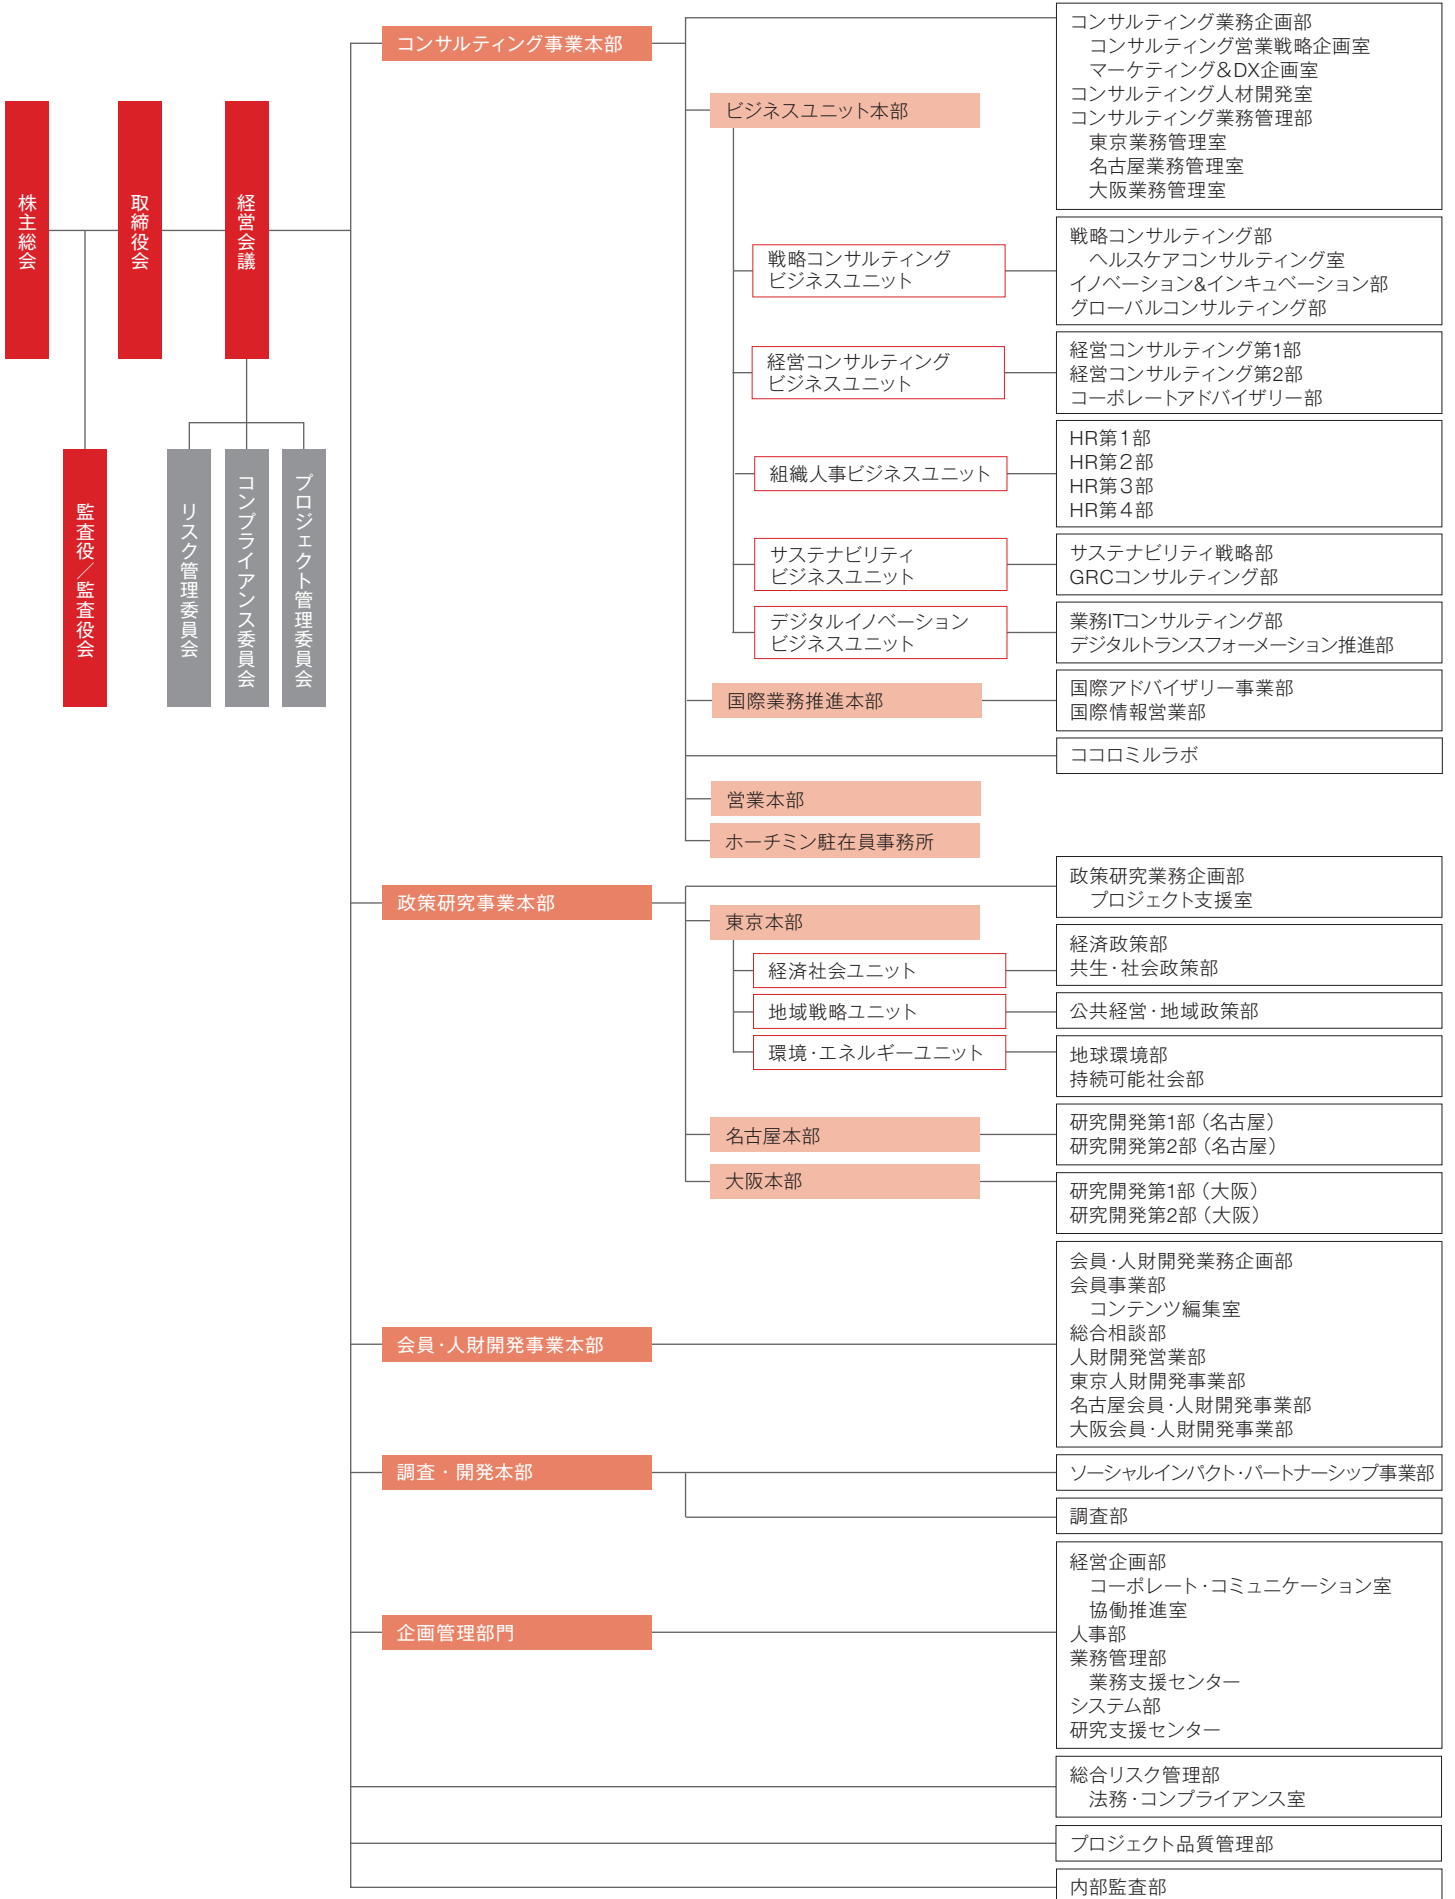 株主総会
取締役会
経営会議
監査役／監査役会
リスク管理委員会
コンプライアンス委員会
プロジェクト管理委員会
コンサルティング事業本部
コンサルティング業務企画部
コンサルティング営業戦略企画室
マーケティング&DX企画室
コンサルティング人材開発室
コンサルティング業務管理部
東京業務管理室
名古屋業務管理室
大阪業務管理室
ビジネスユニット本部
戦略コンサルティング
ビジネスユニット
戦略コンサルティング部
ヘルスケアコンサルティング室
イノベーション&インキュベーション部
グローバルコンサルティング部
経営コンサルティング
ビジネスユニット
経営コンサルティング第1部
経営コンサルティング第2部
コーポレートアドバイザリー部
組織人事ビジネスユニット
HR第1部
HR第2部
HR第3部
HR第4部
サステナビリティ
ビジネスユニット
サステナビリティ戦略部
GRCコンサルティング部
デジタルイノベーション
ビジネスユニット
業務ITコンサルティング部
デジタルトランスフォーメーション推進部
国際業務推進本部
国際アドバイザリー事業部
国際情報営業部
ココロミルラボ
営業本部
ホーチミン駐在員事務所
政策研究事業本部
政策研究業務企画部
プロジェクト支援室
東京本部
経済社会ユニット
経済政策部
共生・社会政策部
地域戦略ユニット
公共経営・地域政策部
環境・エネルギーユニット
地球環境部
持続可能社会部
名古屋本部
研究開発第1部（名古屋）
研究開発第2部（名古屋）
大阪本部
研究開発第1部（大阪）
研究開発第2部（大阪）
会員・人財開発事業本部
会員・人財開発業務企画部
会員事業部
コンテンツ編集室
総合相談部
人財開発営業部
東京人財開発事業部
名古屋会員・人財開発事業部
大阪会員・人財開発事業部
調査・開発本部
ソーシャルインパクト・パートナーシップ事業部
調査部
企画管理部門
経営企画部
コーポレート・コミュニケーション室
協働推進室
人事部
業務管理部
業務支援センター
システム部
研究支援センター
総合リスク管理部
法務・コンプライアンス室
プロジェクト品質管理部
内部監査部